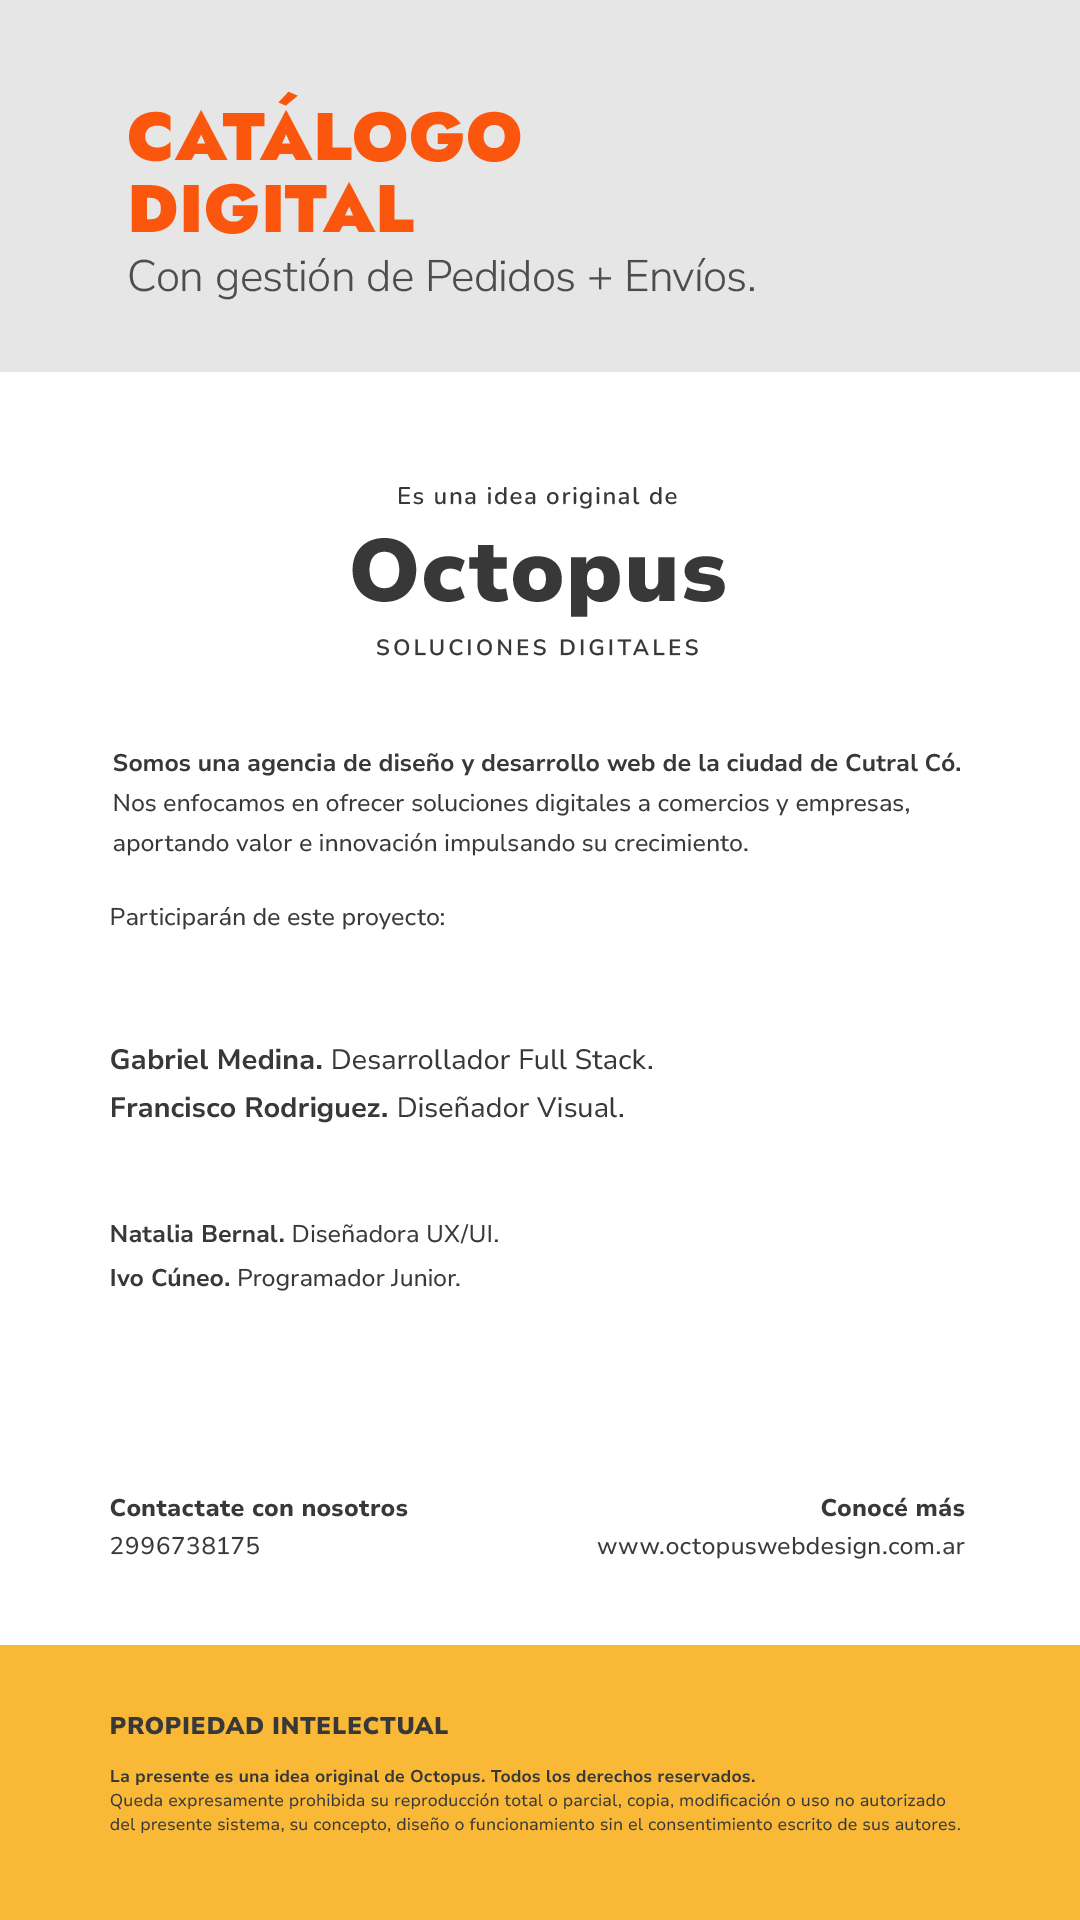 CATÁLOGO
DIGITAL
Con gestión de Pedidos + Envíos.
Es una idea original de
Octopus
SOLUCIONES DIGITALES
Somos una agencia de diseño y desarrollo web de la ciudad de Cutral Có.
Nos enfocamos en ofrecer soluciones digitales a comercios y empresas,
aportando valor e innovación impulsando su crecimiento.
Participarán de este proyecto:
Gabriel Medina. Desarrollador Full Stack.
Francisco Rodriguez. Diseñador Visual.
Natalia Bernal. Diseñadora UX/UI.
Ivo Cúneo. Programador Junior.
Contactate con nosotros
2996738175
Conocé más
www.octopuswebdesign.com.ar
PROPIEDAD INTELECTUAL
La presente es una idea original de Octopus. Todos los derechos reservados.
Queda expresamente prohibida su reproducción total o parcial, copia, modificación o uso no autorizado
del presente sistema, su concepto, diseño o funcionamiento sin el consentimiento escrito de sus autores.